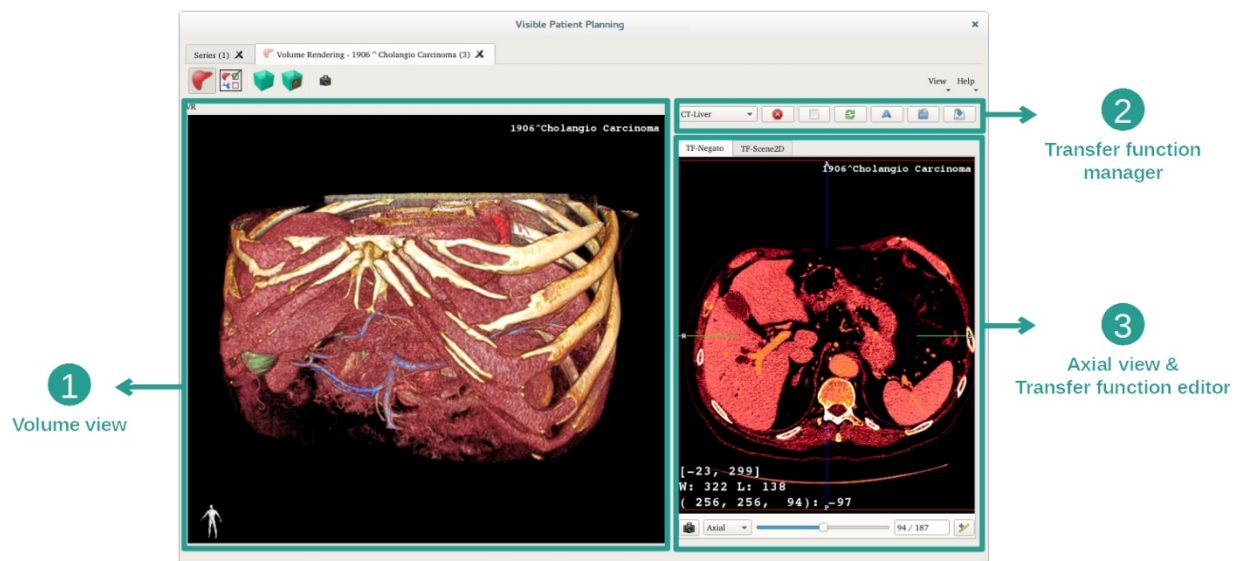 Visible Patient Planning
Series (1)
Volume Rendering - 1906 ^ Cholangio Carcinoma (3)
View
Help
VR
1906^Cholangio Carcinoma
CT-Liver
TF-Negato
TF-Scene2D
1906^Cholangio Carcinoma
[-23, 299]
W: 322 L: 138
( 256, 256, 94): -97
Axial
94 / 187
1
Volume view
2
Transfer function
manager
3
Axial view &
Transfer function editor